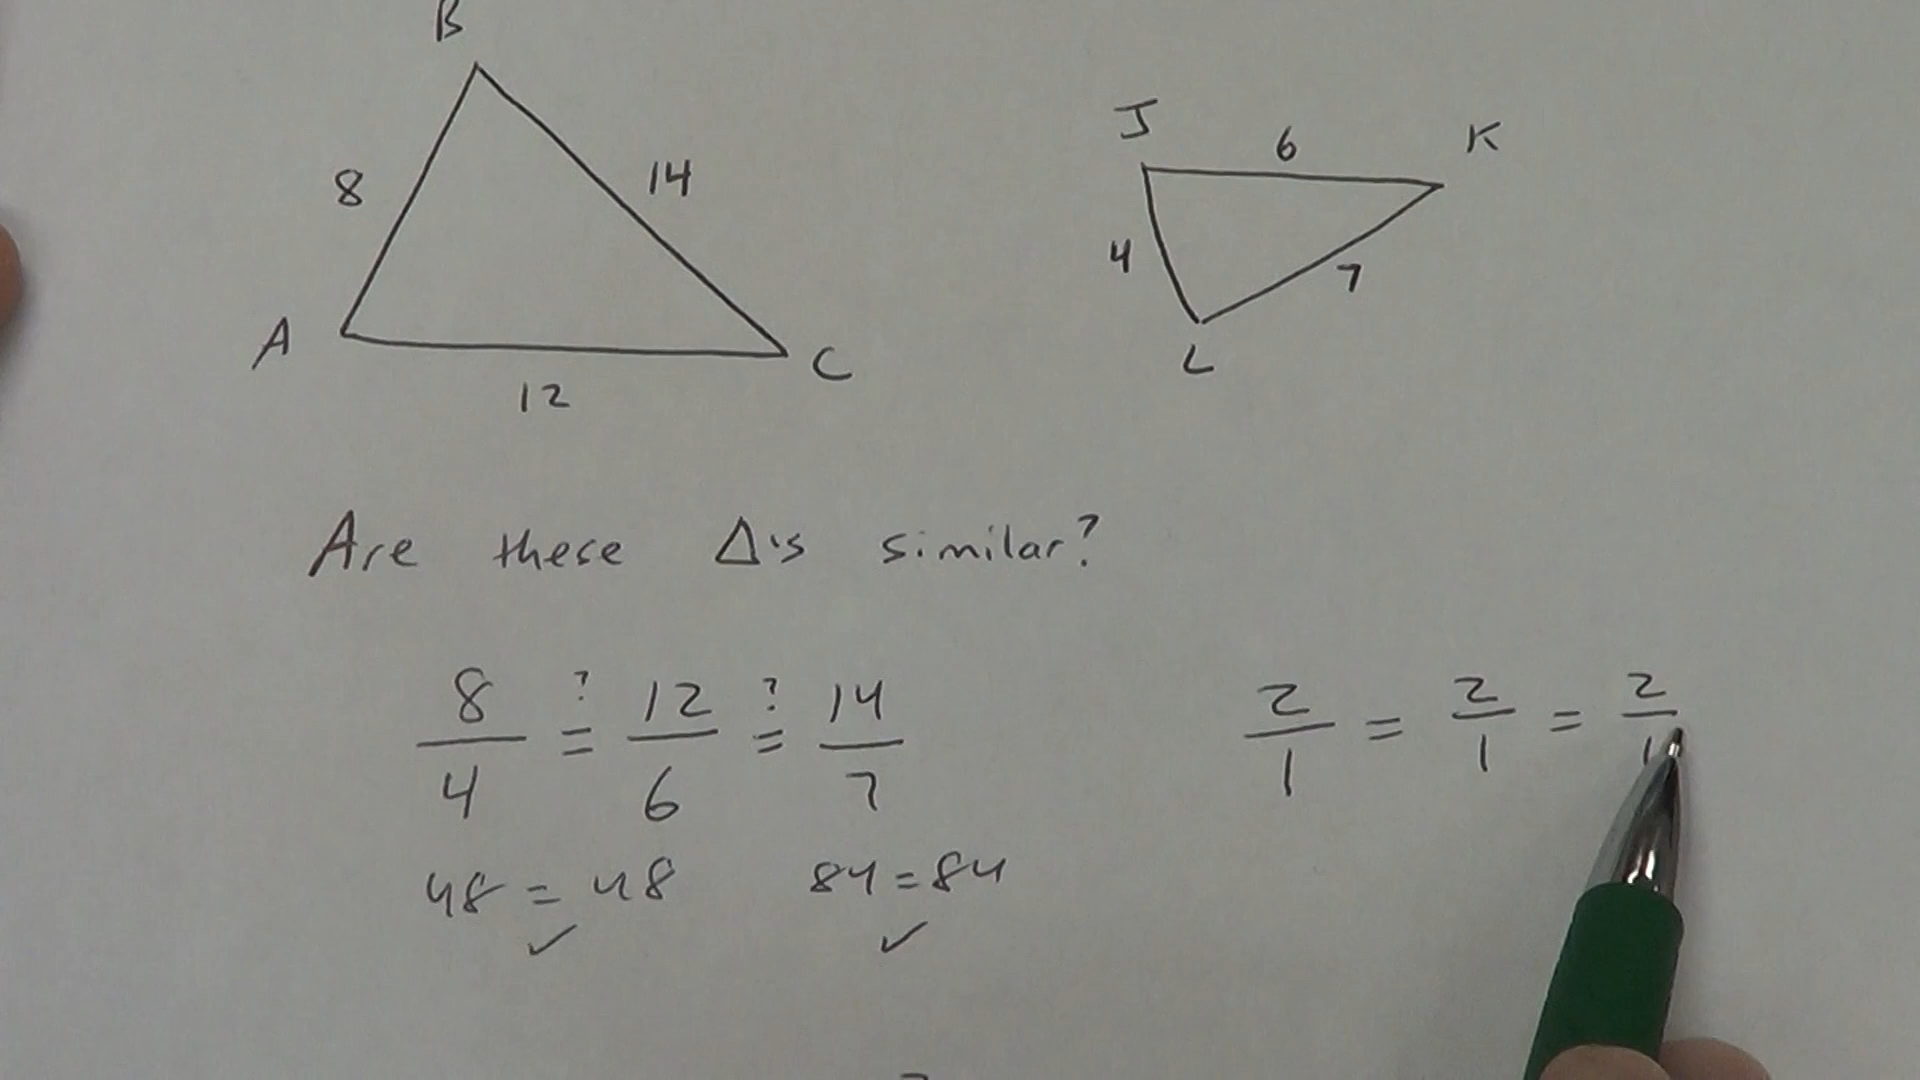 B
J 6 K
8 14
4 7
A C L
12
Are these Δ's similar?
8/4 ?= 12/6 ?= 14/7 2/1 = 2/1 = 2/1
48 = 48 84 = 84
✓ ✓